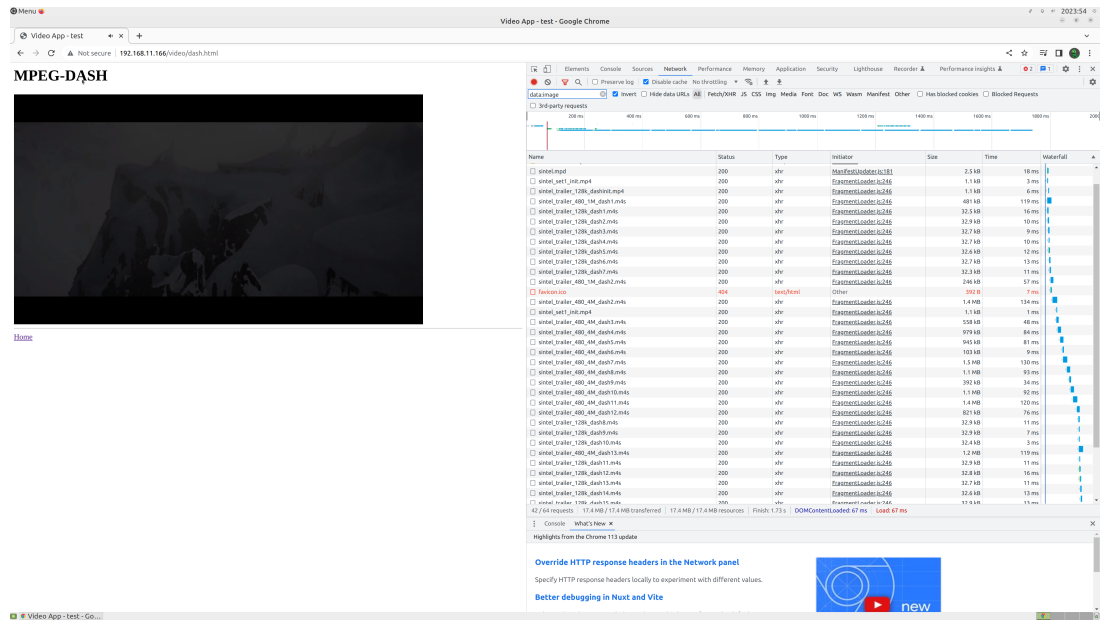 Menu
2023:54
Video App - test - Google Chrome
Video App - test
Not secure | 192.168.11.166/video/dash.html
MPEG-DASH
Home
Elements Console Sources Network Performance Memory Application Security Lighthouse Recorder Performance insights 2 1
Preserve log Disable cache No throttling
data:image Invert Hide data URLs All Fetch/XHR JS CSS Img Media Font Doc WS Wasm Manifest Other Has blocked cookies Blocked Requests
3rd-party requests
200 ms 400 ms 600 ms 800 ms 1000 ms 1200 ms 1400 ms 1600 ms 1800 ms 200
Name Status Type Initiator Size Time Waterfall
sintel.mpd 200 xhr ManifestUpdater.js:181 2.5 kB 18 ms
sintel_set1_init.mp4 200 xhr FragmentLoader.js:246 1.1 kB 3 ms
sintel_trailer_128k_dashinit.mp4 200 xhr FragmentLoader.js:246 1.1 kB 6 ms
sintel_trailer_480_1M_dash1.m4s 200 xhr FragmentLoader.js:246 481 kB 119 ms
sintel_trailer_128k_dash1.m4s 200 xhr FragmentLoader.js:246 32.5 kB 16 ms
sintel_trailer_128k_dash2.m4s 200 xhr FragmentLoader.js:246 32.9 kB 10 ms
sintel_trailer_128k_dash3.m4s 200 xhr FragmentLoader.js:246 32.7 kB 9 ms
sintel_trailer_128k_dash4.m4s 200 xhr FragmentLoader.js:246 32.7 kB 10 ms
sintel_trailer_128k_dash5.m4s 200 xhr FragmentLoader.js:246 32.6 kB 12 ms
sintel_trailer_128k_dash6.m4s 200 xhr FragmentLoader.js:246 32.7 kB 13 ms
sintel_trailer_128k_dash7.m4s 200 xhr FragmentLoader.js:246 32.3 kB 11 ms
sintel_trailer_480_1M_dash2.m4s 200 xhr FragmentLoader.js:246 246 kB 57 ms
favicon.ico 404 text/html Other 392 B 7 ms
sintel_trailer_480_4M_dash2.m4s 200 xhr FragmentLoader.js:246 1.4 MB 134 ms
sintel_set1_init.mp4 200 xhr FragmentLoader.js:246 1.1 kB 1 ms
sintel_trailer_480_4M_dash3.m4s 200 xhr FragmentLoader.js:246 558 kB 48 ms
sintel_trailer_480_4M_dash4.m4s 200 xhr FragmentLoader.js:246 979 kB 84 ms
sintel_trailer_480_4M_dash5.m4s 200 xhr FragmentLoader.js:246 945 kB 81 ms
sintel_trailer_480_4M_dash6.m4s 200 xhr FragmentLoader.js:246 103 kB 9 ms
sintel_trailer_480_4M_dash7.m4s 200 xhr FragmentLoader.js:246 1.5 MB 130 ms
sintel_trailer_480_4M_dash8.m4s 200 xhr FragmentLoader.js:246 1.1 MB 93 ms
sintel_trailer_480_4M_dash9.m4s 200 xhr FragmentLoader.js:246 392 kB 34 ms
sintel_trailer_480_4M_dash10.m4s 200 xhr FragmentLoader.js:246 1.1 MB 92 ms
sintel_trailer_480_4M_dash11.m4s 200 xhr FragmentLoader.js:246 1.4 MB 120 ms
sintel_trailer_480_4M_dash12.m4s 200 xhr FragmentLoader.js:246 821 kB 76 ms
sintel_trailer_128k_dash8.m4s 200 xhr FragmentLoader.js:246 32.9 kB 11 ms
sintel_trailer_128k_dash9.m4s 200 xhr FragmentLoader.js:246 32.9 kB 7 ms
sintel_trailer_128k_dash10.m4s 200 xhr FragmentLoader.js:246 32.4 kB 3 ms
sintel_trailer_480_4M_dash13.m4s 200 xhr FragmentLoader.js:246 1.2 MB 119 ms
sintel_trailer_128k_dash11.m4s 200 xhr FragmentLoader.js:246 32.9 kB 11 ms
sintel_trailer_128k_dash12.m4s 200 xhr FragmentLoader.js:246 32.8 kB 16 ms
sintel_trailer_128k_dash13.m4s 200 xhr FragmentLoader.js:246 32.7 kB 11 ms
sintel_trailer_128k_dash14.m4s 200 xhr FragmentLoader.js:246 32.6 kB 13 ms
42 / 64 requests 17.4 MB / 17.4 MB transferred 17.4 MB / 17.4 MB resources Finish: 1.73 s DOMContentLoaded: 67 ms Load: 67 ms
Console What's New
Highlights from the Chrome 113 update
Override HTTP response headers in the Network panel
Specify HTTP response headers locally to experiment with different values.
Better debugging in Nuxt and Vite
new
Video App - test - Go...